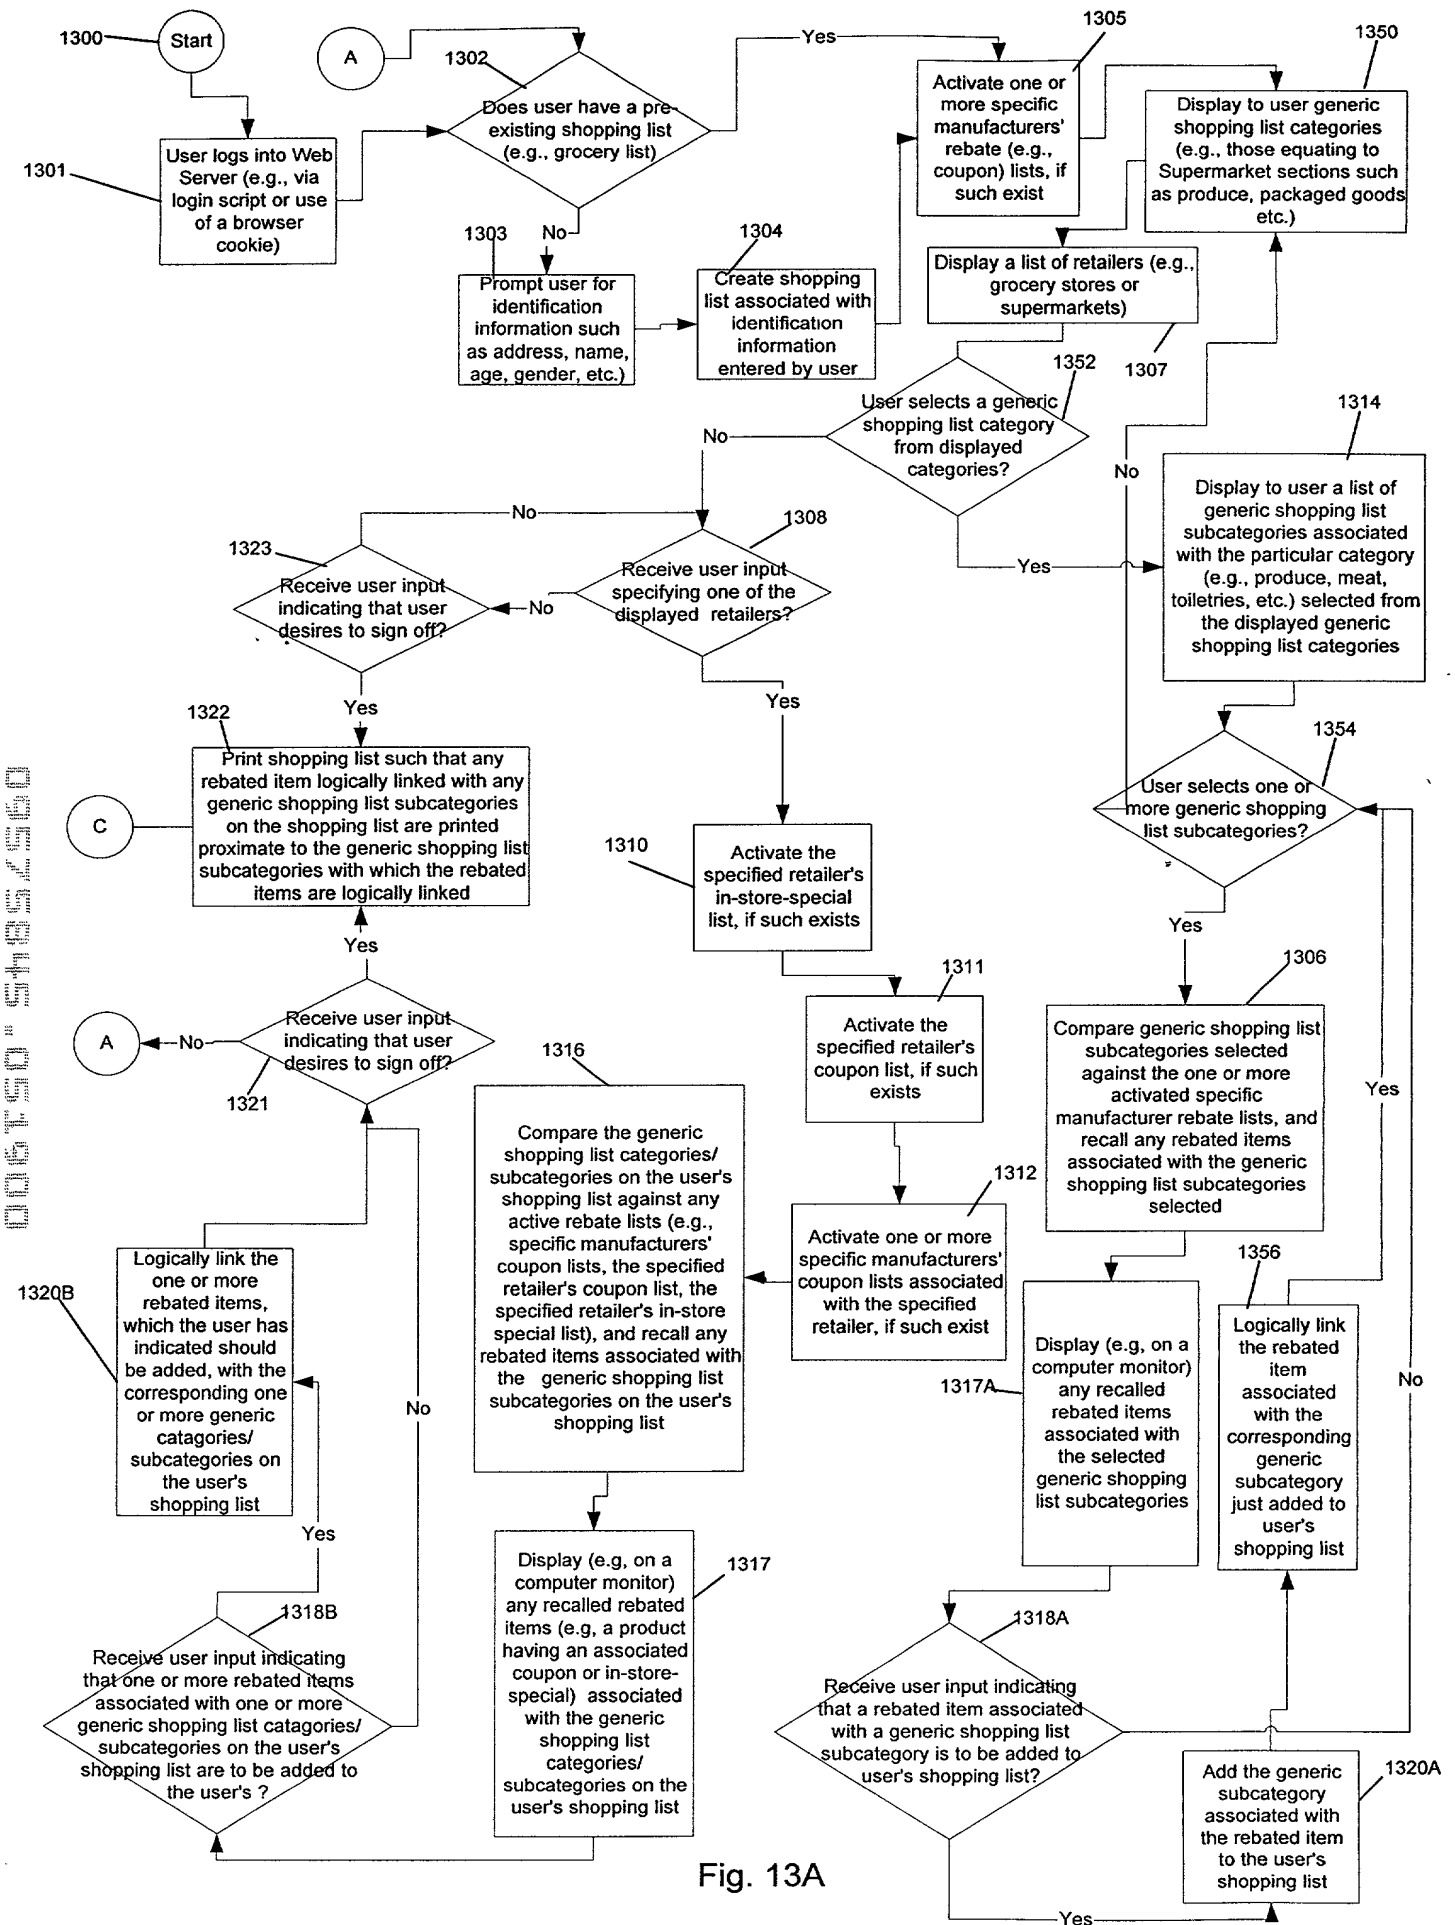 1300
Start
A
1302
Does user have a pre-
existing shopping list
(e.g., grocery list)
Yes
1305
Activate one or
more specific
manufacturers'
rebate (e.g.,
coupon) lists, if
such exist
1350
Display to user generic
shopping list categories
(e.g., those equating to
Supermarket sections such
as produce, packaged goods
etc.)
1301
User logs into Web
Server (e.g., via
login script or use
of a browser
cookie)
No
1303
Prompt user for
identification
information such
as address, name,
age, gender, etc.)
1304
Create shopping
list associated with
identification
information
entered by user
Display a list of retailers (e.g.,
grocery stores or
supermarkets)
1307
1352
User selects a generic
shopping list category
from displayed
categories?
No
Yes
No
1314
Display to user a list of
generic shopping list
subcategories associated
with the particular category
(e.g., produce, meat,
toiletries, etc.) selected from
the displayed generic
shopping list categories
No
1323
Receive user input
indicating that user
desires to sign off?
No
1308
Receive user input
specifying one of the
displayed retailers?
Yes
Yes
1322
Print shopping list such that any
rebated item logically linked with any
generic shopping list subcategories
on the shopping list are printed
proximate to the generic shopping list
subcategories with which the rebated
items are logically linked
C
1354
User selects one or
more generic shopping
list subcategories?
Yes
1310
Activate the
specified retailer's
in-store-special
list, if such exists
1311
Activate the
specified retailer's
coupon list, if such
exists
1306
Compare generic shopping list
subcategories selected
against the one or more
activated specific
manufacturer rebate lists, and
recall any rebated items
associated with the generic
shopping list subcategories
selected
Yes
Yes
A
No
Receive user input
indicating that user
desires to sign off?
1321
1316
Compare the generic
shopping list categories/
subcategories on the user's
shopping list against any
active rebate lists (e.g.,
specific manufacturers'
coupon lists, the specified
retailer's coupon list, the
specified retailer's in-store
special list), and recall any
rebated items associated with
the generic shopping list
subcategories on the user's
shopping list
1312
Activate one or more
specific manufacturers'
coupon lists associated
with the specified
retailer, if such exist
1320B
Logically link the
one or more
rebated items,
which the user has
indicated should
be added, with the
corresponding one
or more generic
catagories/
subcategories on
the user's
shopping list
No
Yes
1317A
Display (e.g, on a
computer monitor)
any recalled
rebated items
associated with
the selected
generic shopping
list subcategories
1356
Logically link
the rebated
item
associated
with the
corresponding
generic
subcategory
just added to
user's
shopping list
No
1317
Display (e.g, on a
computer monitor)
any recalled rebated
items (e.g, a product
having an associated
coupon or in-store-
special) associated
with the generic
shopping list
categories/
subcategories on the
user's shopping list
1318B
Receive user input indicating
that one or more rebated items
associated with one or more
generic shopping list catagories/
subcategories on the user's
shopping list are to be added to
the user's ?
1318A
Receive user input indicating
that a rebated item associated
with a generic shopping list
subcategory is to be added to
user's shopping list?
1320A
Add the generic
subcategory
associated with
the rebated item
to the user's
shopping list
Yes
Fig. 13A